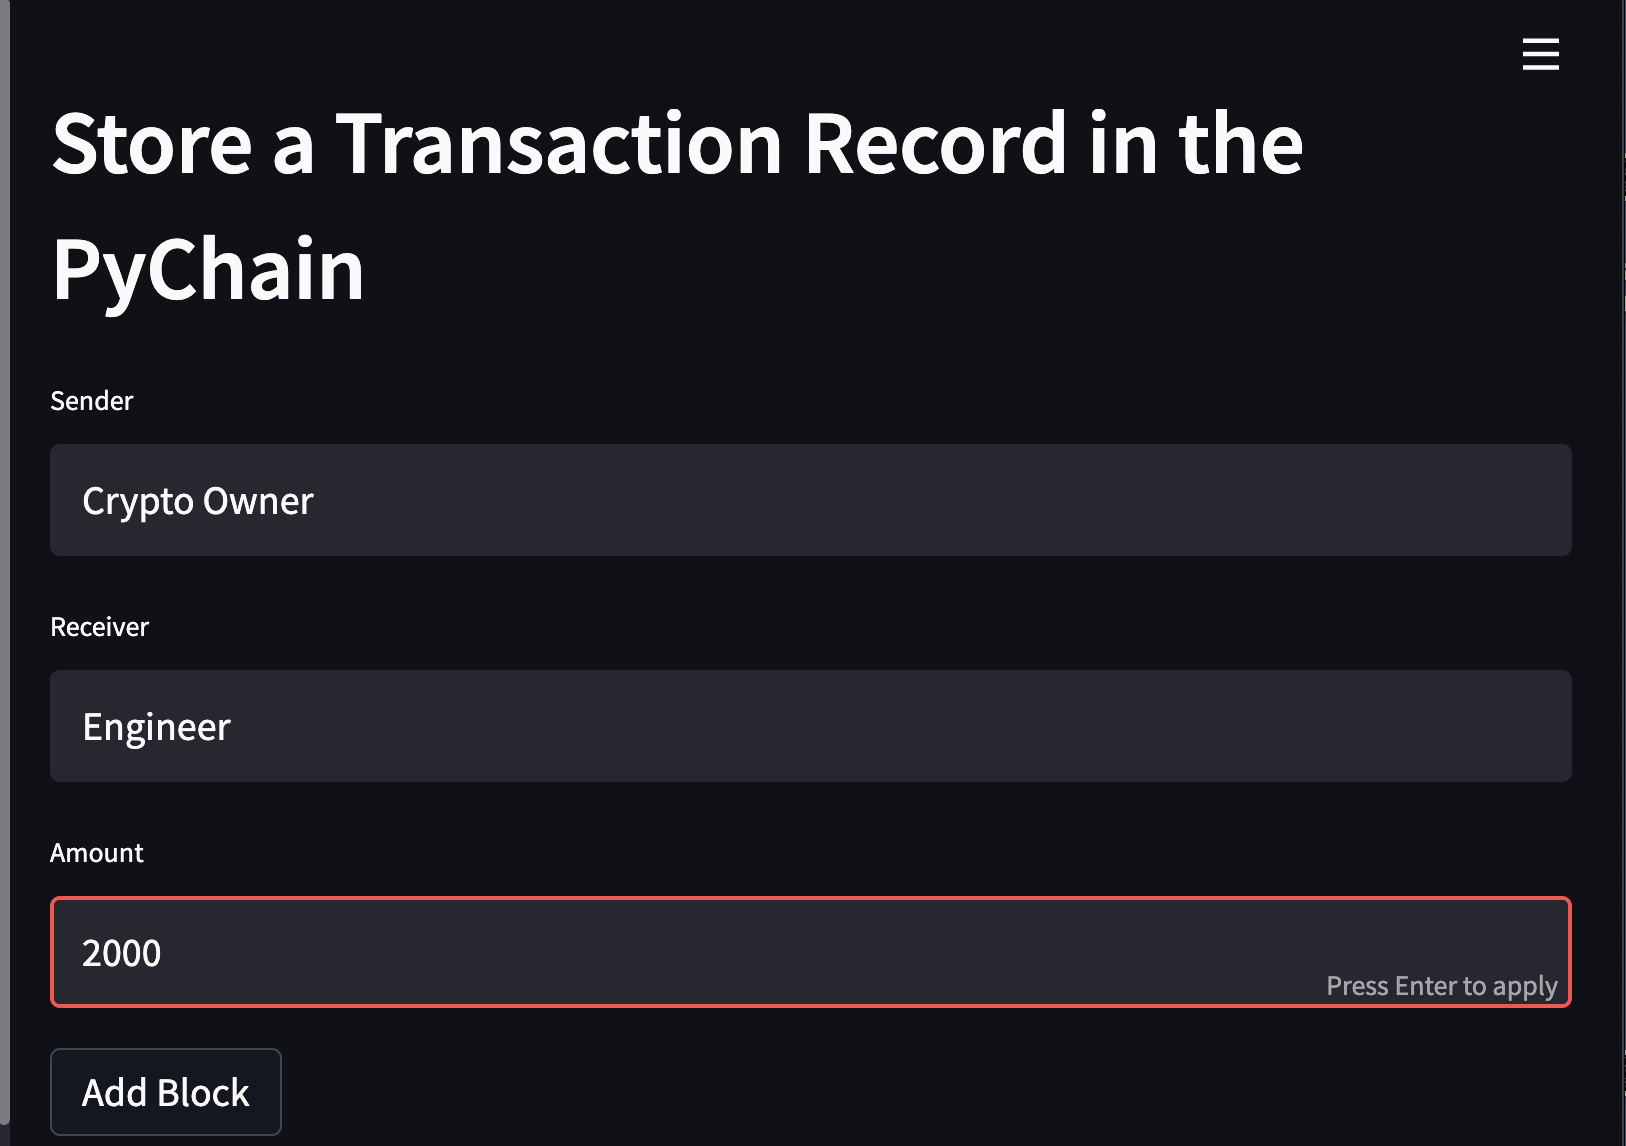 Store a Transaction Record in the
PyChain
Sender
Crypto Owner
Receiver
Engineer
Amount
2000
Press Enter to apply
Add Block